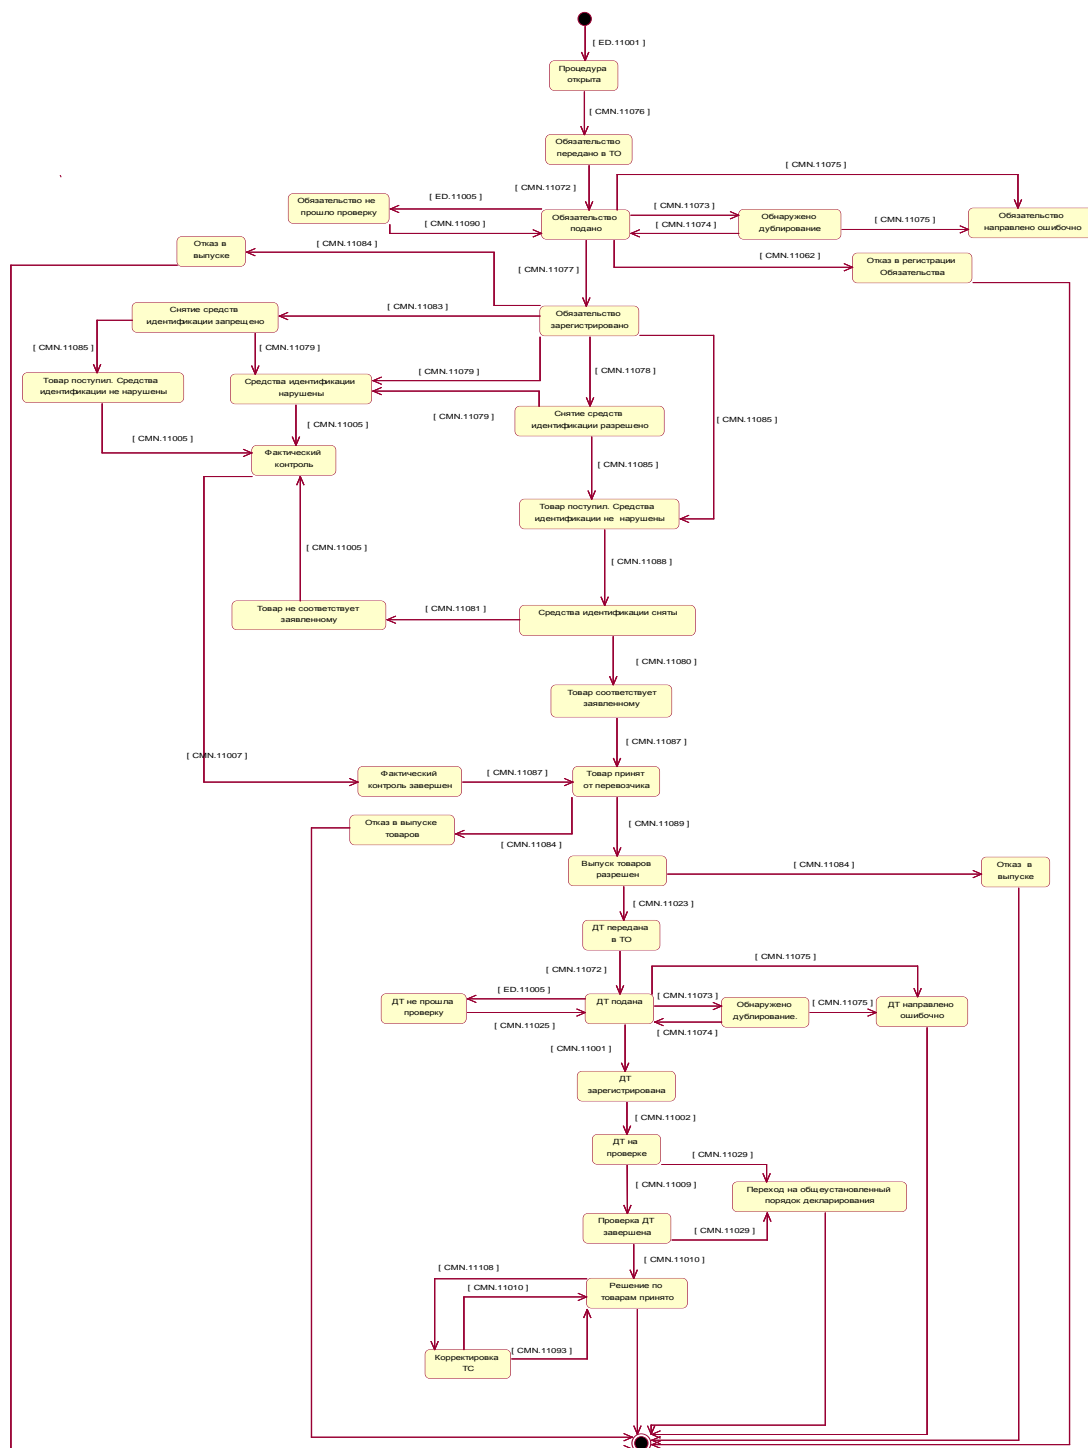 [ ED.11001 ]
Процедура
открыта
[ CMN.11076 ]
Обязательство
передано в ТО
[ CMN.11075 ]
[ CMN.11072 ]
[ ED.11005 ]
Обязательство не
прошло проверку
[ CMN.11090 ]
Обязательство
подано
[ CMN.11073 ]
[ CMN.11074 ]
Обнаружено
дублирование
[ CMN.11075 ]
Обязательство
направлено ошибочно
Отказ в
выпуске
[ CMN.11084 ]
[ CMN.11077 ]
[ CMN.11062 ]
Отказ в регистрации
Обязательства
Снятие средств
идентификации запрещено
[ CMN.11083 ]
Обязательство
зарегистрировано
[ CMN.11085 ]
[ CMN.11079 ]
[ CMN.11079 ]
[ CMN.11078 ]
Товар поступил. Средства
идентификации не нарушены
Средства идентификации
нарушены
[ CMN.11079 ]
Снятие средств
идентификации разрешено
[ CMN.11085 ]
[ CMN.11005 ]
[ CMN.11005 ]
Фактический
контроль
[ CMN.11085 ]
Товар поступил. Средства
идентификации не нарушены
[ CMN.11005 ]
[ CMN.11088 ]
Товар не соответствует
заявленному
[ CMN.11081 ]
Средства идентификации сняты
[ CMN.11080 ]
Товар соответствует
заявленному
[ CMN.11087 ]
[ CMN.11007 ]
Фактический
контроль завершен
[ CMN.11087 ]
Товар принят
от перевозчика
Отказ в выпуске
товаров
[ CMN.11084 ]
[ CMN.11089 ]
Выпуск товаров
разрешен
[ CMN.11084 ]
Отказ в
выпуске
[ CMN.11023 ]
ДТ передана
в ТО
[ CMN.11072 ]
[ CMN.11075 ]
ДТ не прошла
проверку
[ ED.11005 ]
[ CMN.11025 ]
ДТ подана
[ CMN.11073 ]
[ CMN.11074 ]
Обнаружено
дублирование.
[ CMN.11075 ]
ДТ направлено
ошибочно
[ CMN.11001 ]
ДТ
зарегистрирована
[ CMN.11002 ]
ДТ на
проверке
[ CMN.11029 ]
[ CMN.11009 ]
Переход на общеустановленный
порядок декларирования
Проверка ДТ
завершена
[ CMN.11029 ]
[ CMN.11010 ]
[ CMN.11108 ]
[ CMN.11010 ]
Решение по
товарам принято
Корректировка
ТС
[ CMN.11093 ]